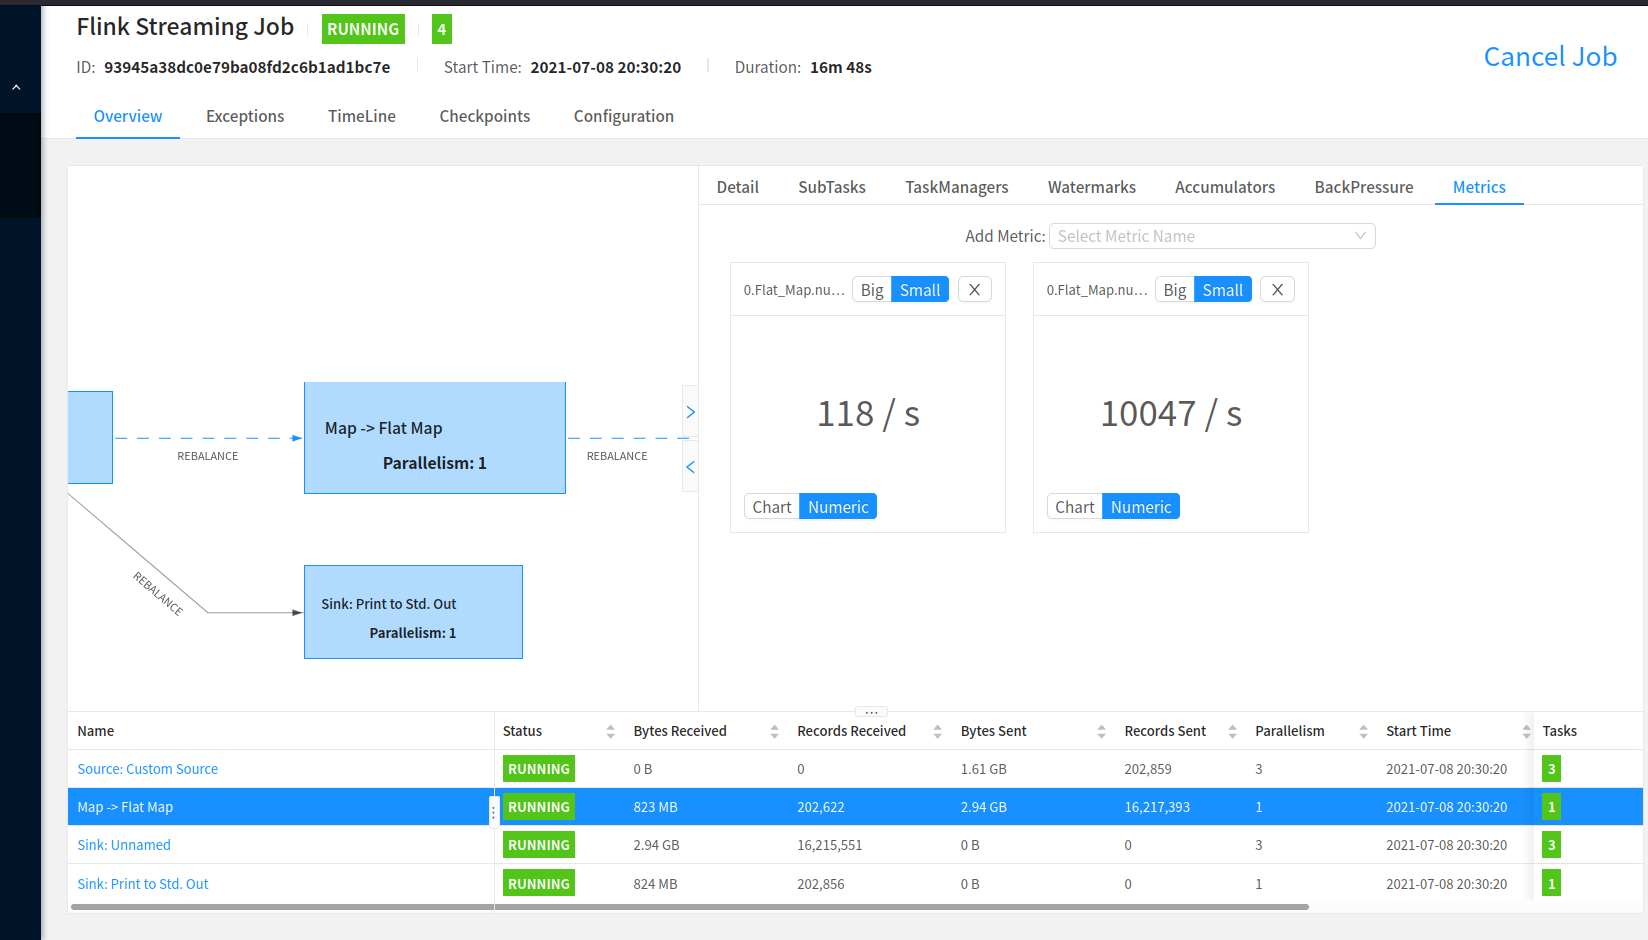 Flink Streaming Job RUNNING 4
ID: 93945a38dc0e79ba08fd2c6b1ad1bc7e Start Time: 2021-07-08 20:30:20 Duration: 16m 48s
Cancel Job
Overview Exceptions TimeLine Checkpoints Configuration
Map -> Flat Map
Parallelism: 1
REBALANCE
REBALANCE
REBALANCE
Sink: Print to Std. Out
Parallelism: 1
Detail SubTasks TaskManagers Watermarks Accumulators BackPressure Metrics
Add Metric: Select Metric Name
0.Flat_Map.nu... Big Small X
118 / s
Chart Numeric
0.Flat_Map.nu... Big Small X
10047 / s
Chart Numeric
Name Status Bytes Received Records Received Bytes Sent Records Sent Parallelism Start Time Tasks
Source: Custom Source RUNNING 0 B 0 1.61 GB 202,859 3 2021-07-08 20:30:20 3
Map -> Flat Map RUNNING 823 MB 202,622 2.94 GB 16,217,393 1 2021-07-08 20:30:20 1
Sink: Unnamed RUNNING 2.94 GB 16,215,551 0 B 0 3 2021-07-08 20:30:20 3
Sink: Print to Std. Out RUNNING 824 MB 202,856 0 B 0 1 2021-07-08 20:30:20 1